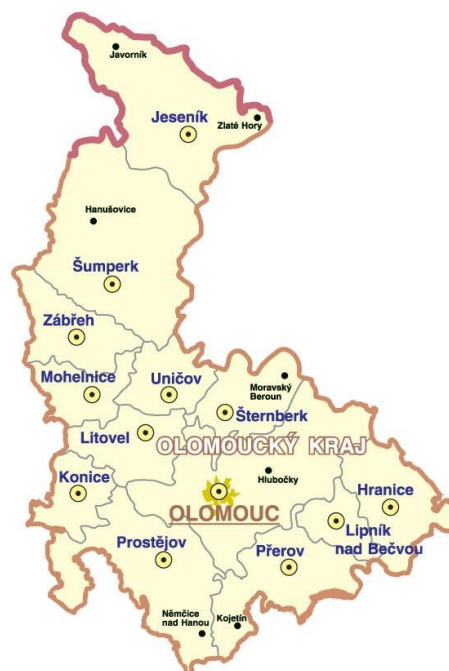 Javorník
Jeseník
Zlaté Hory
Hanušovice
Šumperk
Zábřeh
Mohelnice
Uničov
Moravský
Beroun
Šternberk
Litovel
OLOMOUCKÝ KRAJ
Hlubočky
Konice
Hranice
OLOMOUC
Lipník
nad Bečvou
Prostějov
Přerov
Němčice
nad Hanou
Kojetín